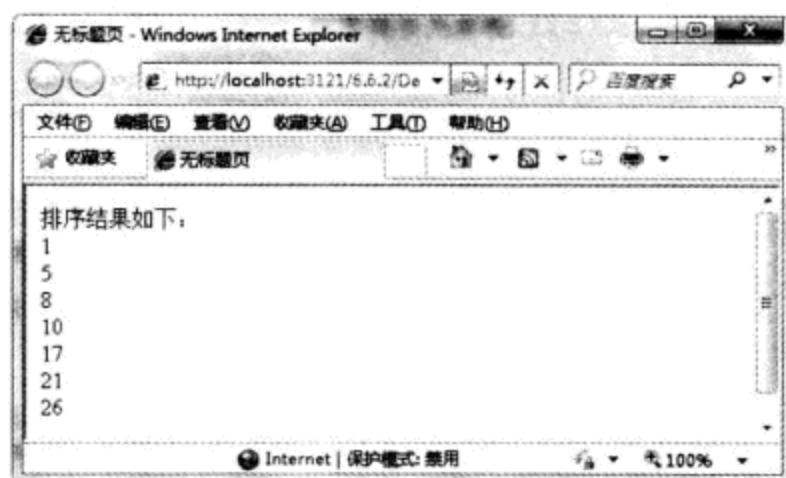 无标题页 - Windows Internet Explorer
http://localhost:3121/6.6.2/De
百度搜索
文件(F) 编辑(E) 查看(V) 收藏夹(A) 工具(T) 帮助(H)
收藏夹 无标题页
排序结果如下：
1
5
8
10
17
21
26
Internet | 保护模式: 禁用 100%